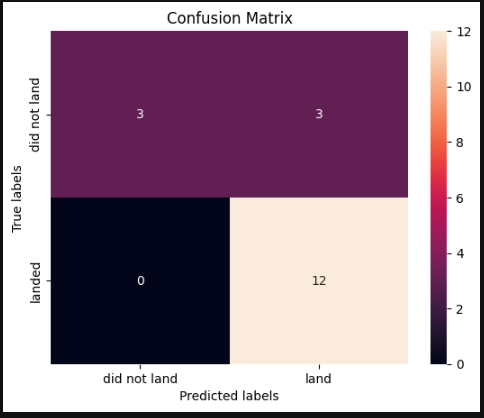 Confusion Matrix
True labels
did not land
landed
3
3
0
12
did not land
land
Predicted labels
12
10
8
6
4
2
0